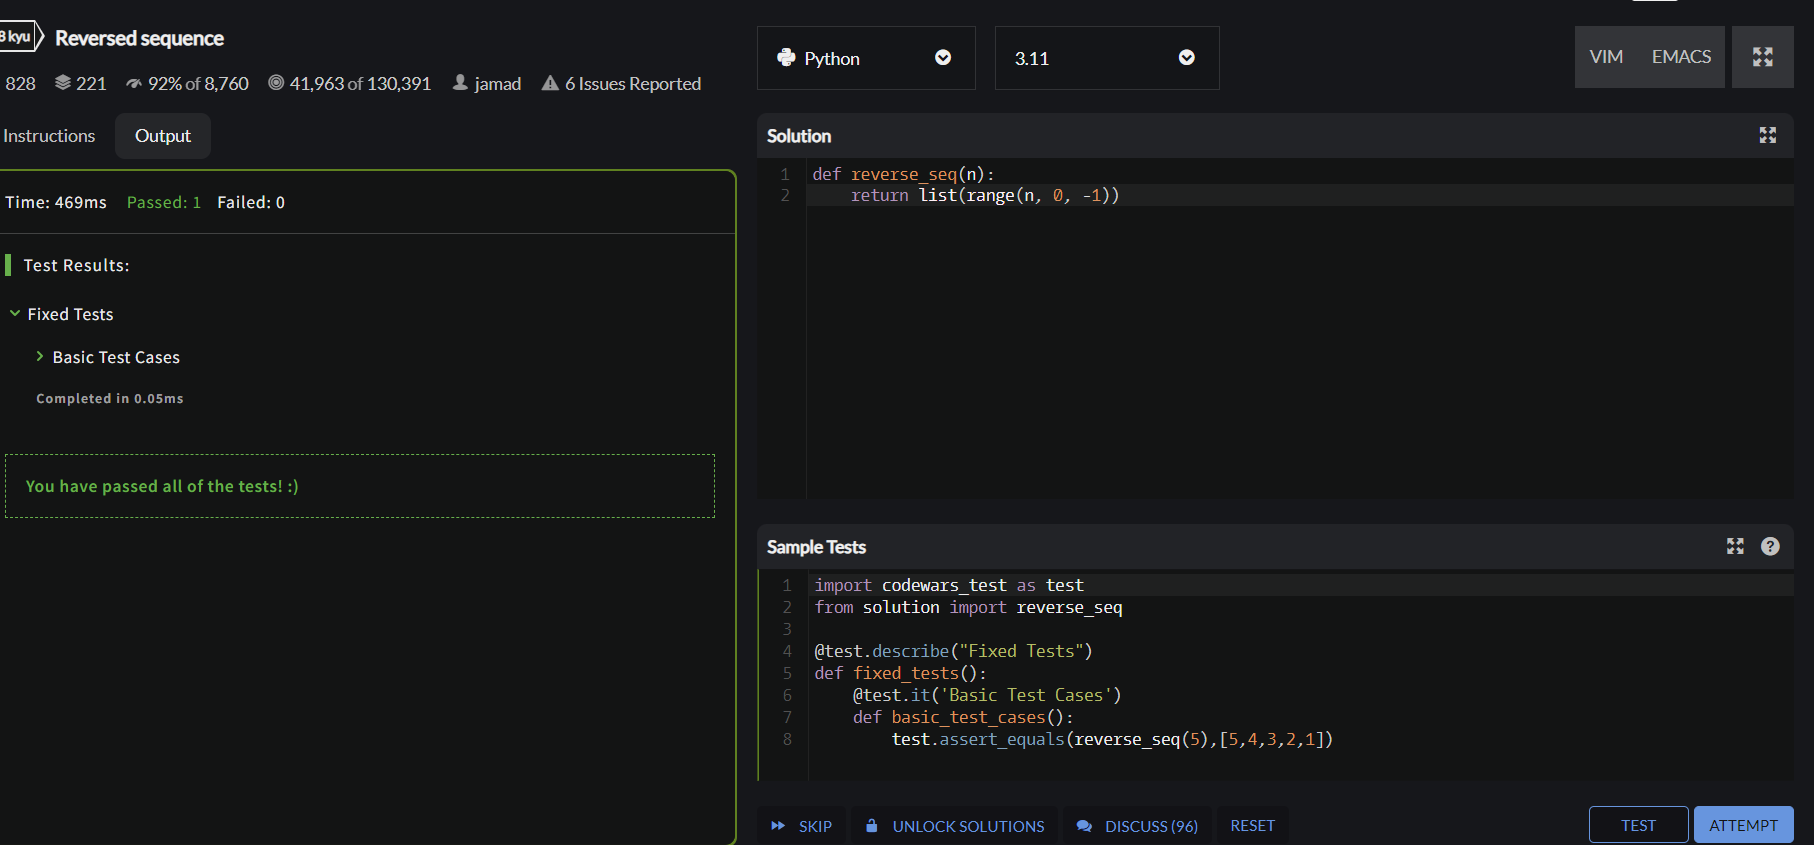 8 kyu Reversed sequence
828 221 92% of 8,760 41,963 of 130,391 jamad 6 Issues Reported
Instructions Output
Time: 469ms Passed: 1 Failed: 0
Test Results:
Fixed Tests
Basic Test Cases
Completed in 0.05ms
You have passed all of the tests! :)
Python 3.11 VIM EMACS
Solution
1 def reverse_seq(n):
2     return list(range(n, 0, -1))
Sample Tests ?
1 import codewars_test as test
2 from solution import reverse_seq
3
4 @test.describe("Fixed Tests")
5 def fixed_tests():
6     @test.it('Basic Test Cases')
7     def basic_test_cases():
8         test.assert_equals(reverse_seq(5),[5,4,3,2,1])
SKIP UNLOCK SOLUTIONS DISCUSS (96) RESET TEST ATTEMPT